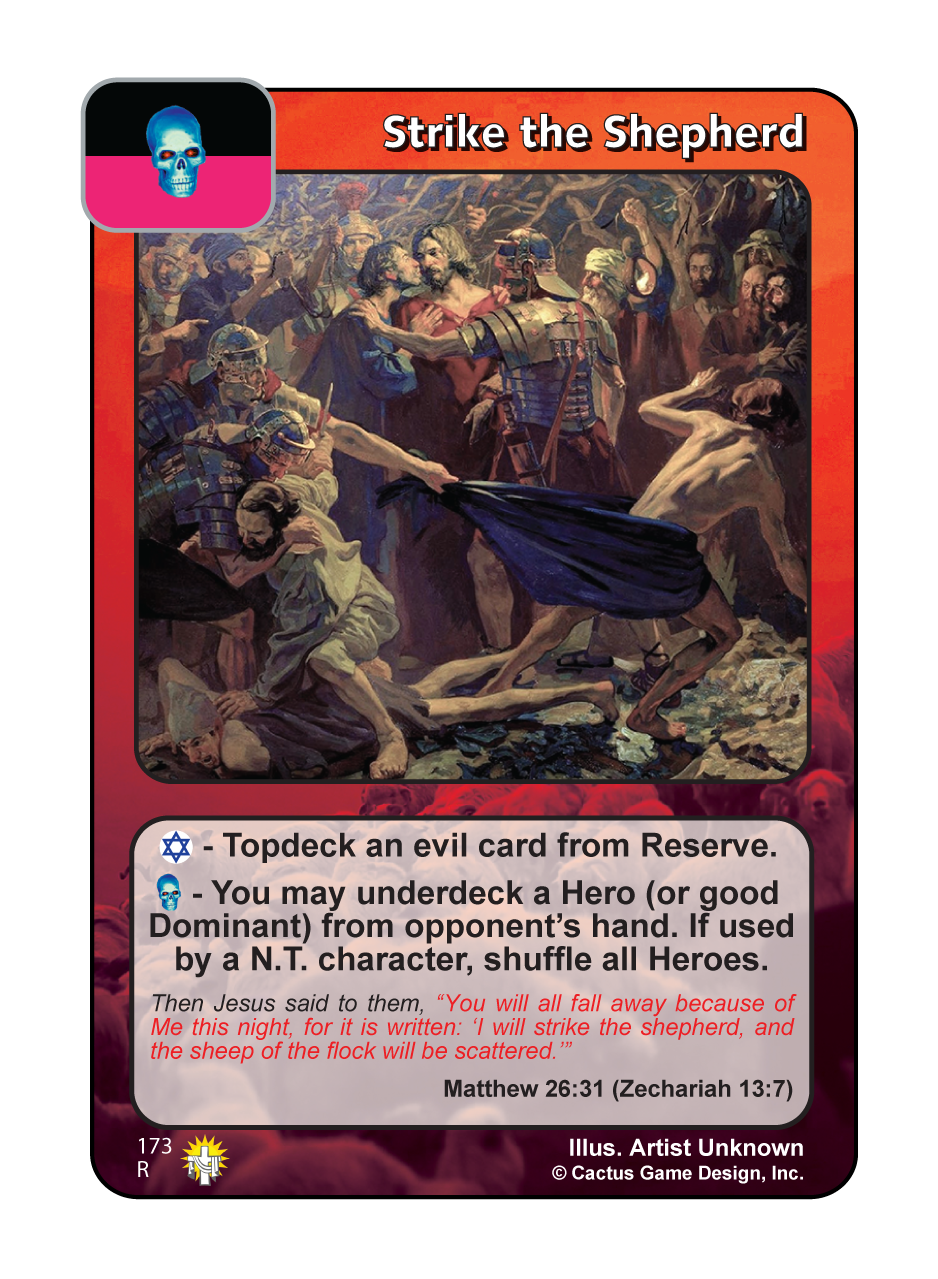 Strike the Shepherd
- Topdeck an evil card from Reserve.
- You may underdeck a Hero (or good
Dominant) from opponent's hand. If used
by a N.T. character, shuffle all Heroes.
Then Jesus said to them, “You will all fall away because of
Me this night, for it is written: ‘I will strike the shepherd, and
the sheep of the flock will be scattered.’”
Matthew 26:31 (Zechariah 13:7)
173
R
Illus. Artist Unknown
© Cactus Game Design, Inc.